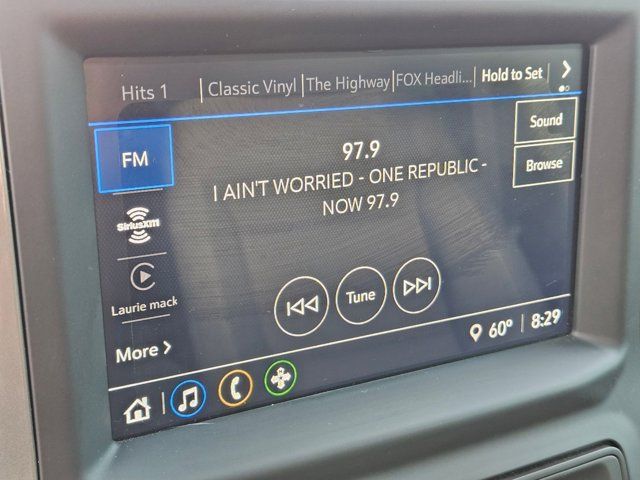 Hits 1 Classic Vinyl The Highway FOX Headli... Hold to Set
FM
97.9
Sound
I AIN'T WORRIED - ONE REPUBLIC -
NOW 97.9
Browse
SiriusXM
Laurie mack
Tune
More
60° 8:29